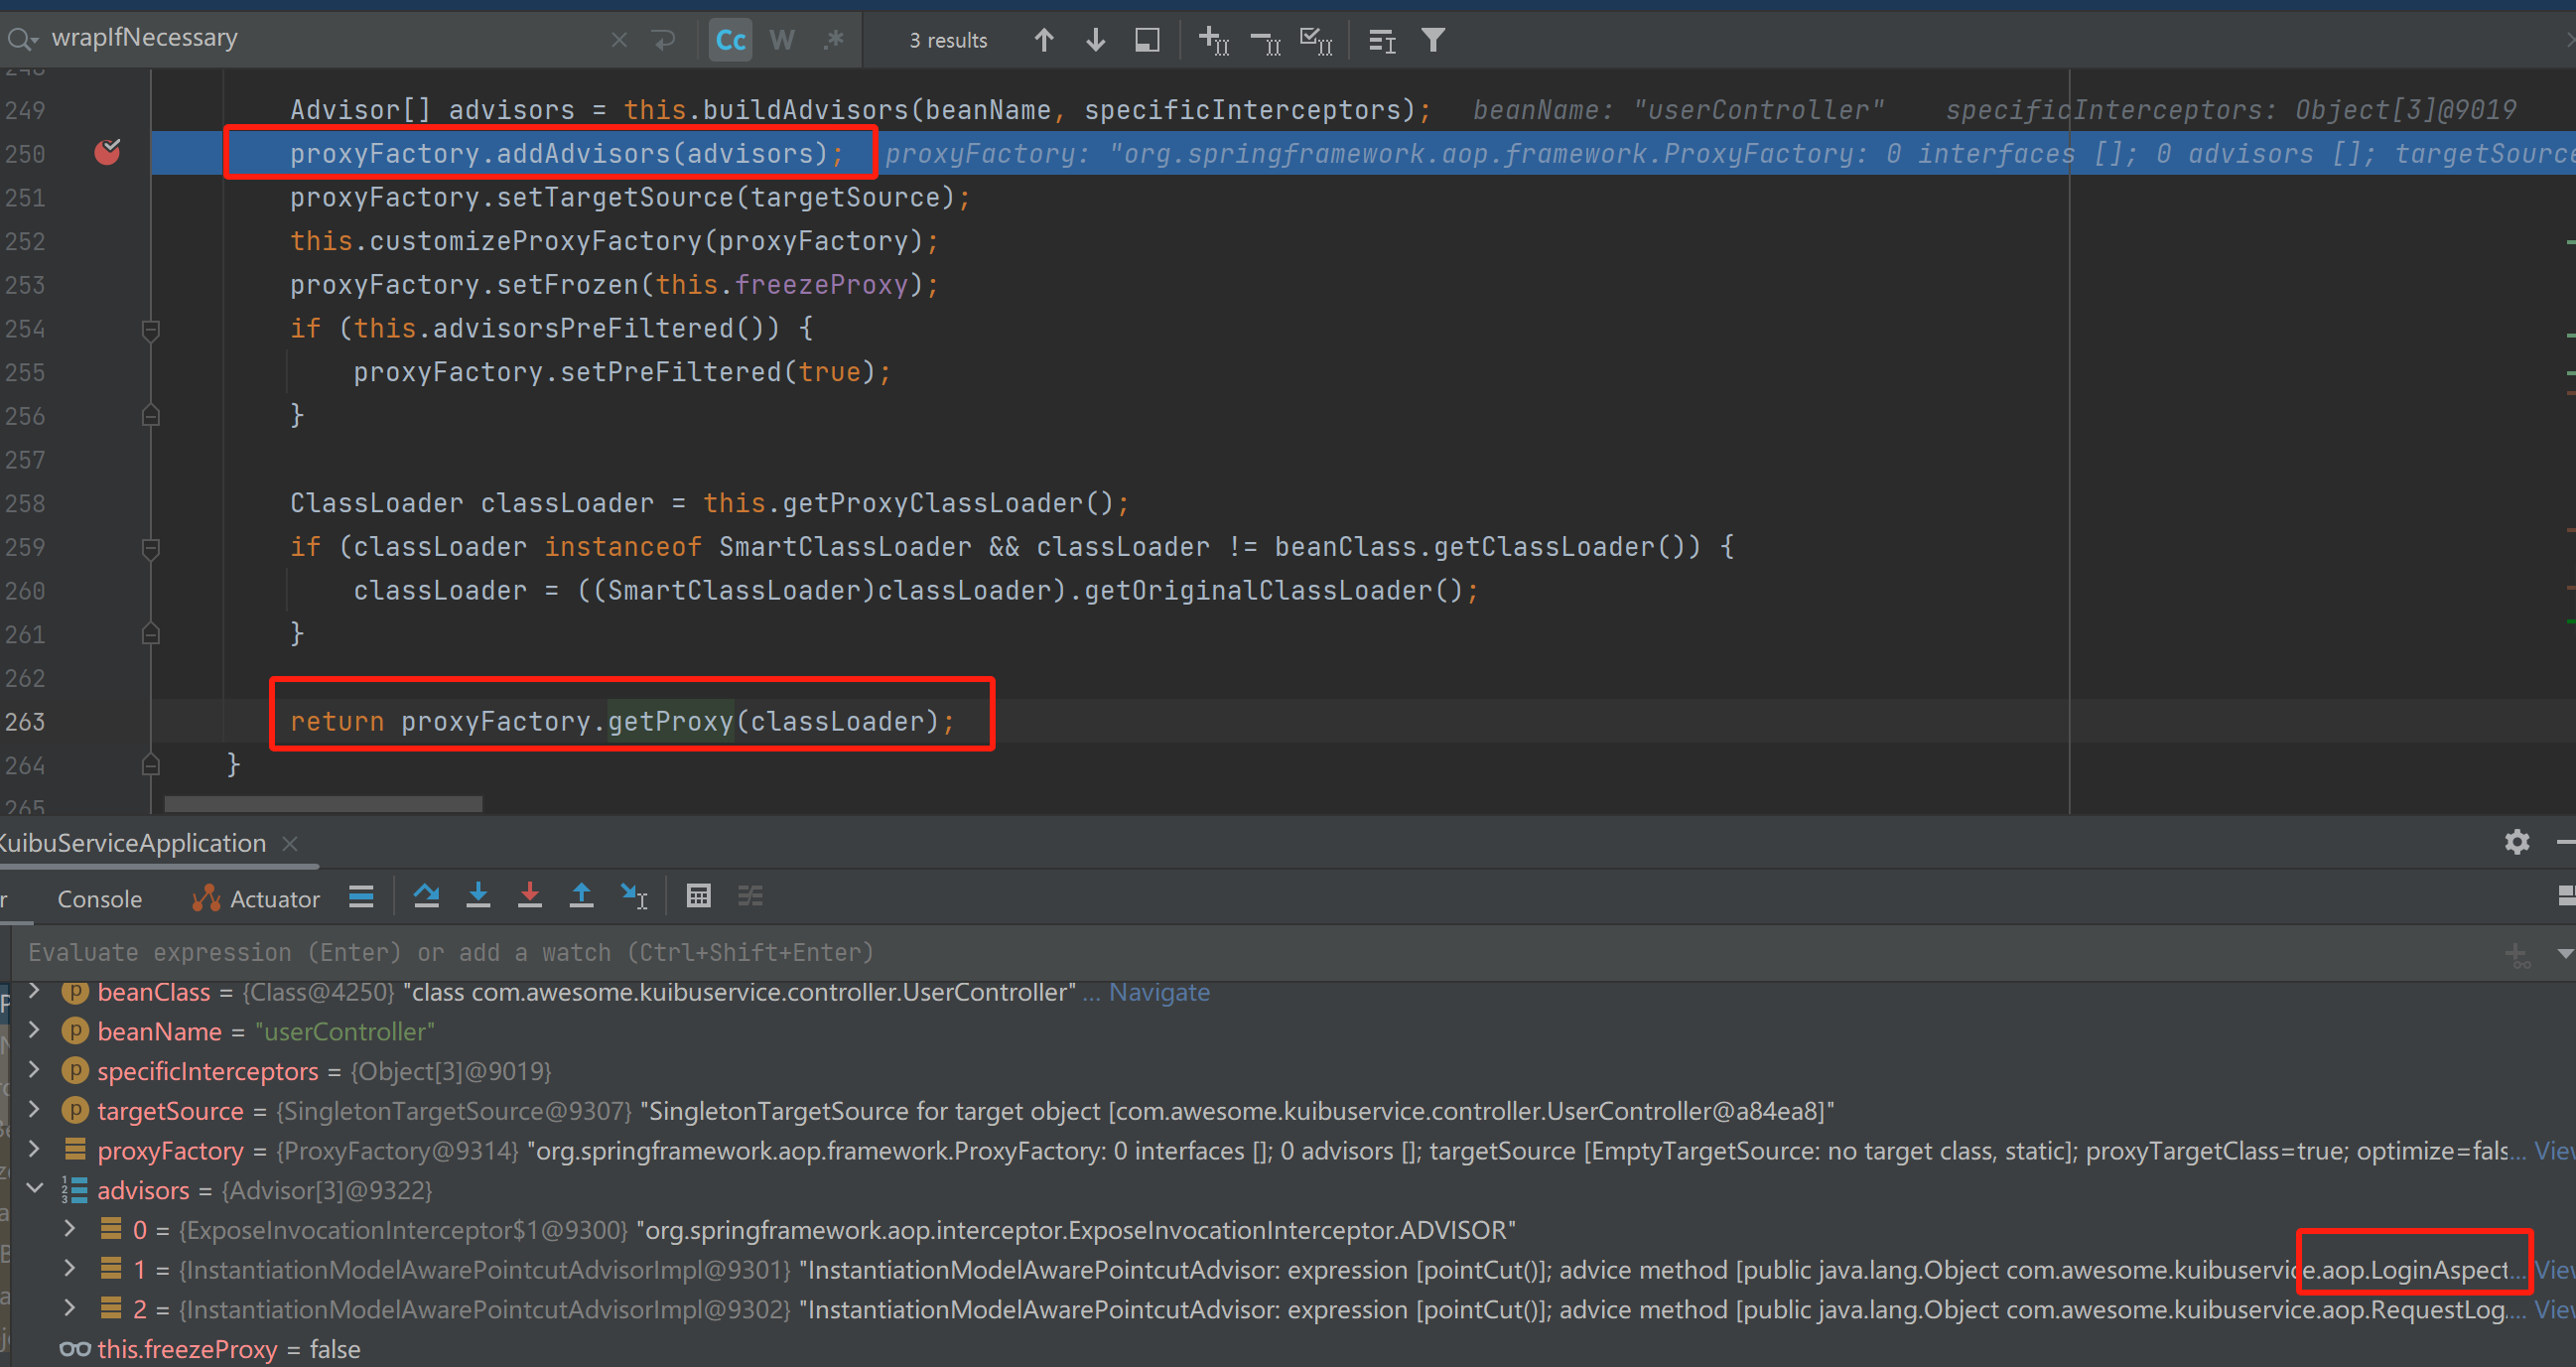 wrapIfNecessary
Cc W .* 3 results
249 Advisor[] advisors = this.buildAdvisors(beanName, specificInterceptors); beanName: "userController" specificInterceptors: Object[3]@9019
250 proxyFactory.addAdvisors(advisors); proxyFactory: "org.springframework.aop.framework.ProxyFactory: 0 interfaces []; 0 advisors []; targetSource
251 proxyFactory.setTargetSource(targetSource);
252 this.customizeProxyFactory(proxyFactory);
253 proxyFactory.setFrozen(this.freezeProxy);
254 if (this.advisorsPreFiltered()) {
255 proxyFactory.setPreFiltered(true);
256 }
257
258 ClassLoader classLoader = this.getProxyClassLoader();
259 if (classLoader instanceof SmartClassLoader && classLoader != beanClass.getClassLoader()) {
260 classLoader = ((SmartClassLoader)classLoader).getOriginalClassLoader();
261 }
262
263 return proxyFactory.getProxy(classLoader);
264 }
265
KuibuServiceApplication
r Console Actuator
Evaluate expression (Enter) or add a watch (Ctrl+Shift+Enter)
beanClass = {Class@4250} "class com.awesome.kuibuservice.controller.UserController" ... Navigate
beanName = "userController"
specificInterceptors = {Object[3]@9019}
targetSource = {SingletonTargetSource@9307} "SingletonTargetSource for target object [com.awesome.kuibuservice.controller.UserController@a84ea8]"
proxyFactory = {ProxyFactory@9314} "org.springframework.aop.framework.ProxyFactory: 0 interfaces []; 0 advisors []; targetSource [EmptyTargetSource: no target class, static]; proxyTargetClass=true; optimize=fals... View
advisors = {Advisor[3]@9322}
0 = {ExposeInvocationInterceptor$1@9300} "org.springframework.aop.interceptor.ExposeInvocationInterceptor.ADVISOR"
1 = {InstantiationModelAwarePointcutAdvisorImpl@9301} "InstantiationModelAwarePointcutAdvisor: expression [pointCut()]; advice method [public java.lang.Object com.awesome.kuibuservice.aop.LoginAspect... View
2 = {InstantiationModelAwarePointcutAdvisorImpl@9302} "InstantiationModelAwarePointcutAdvisor: expression [pointCut()]; advice method [public java.lang.Object com.awesome.kuibuservice.aop.RequestLog... View
this.freezeProxy = false